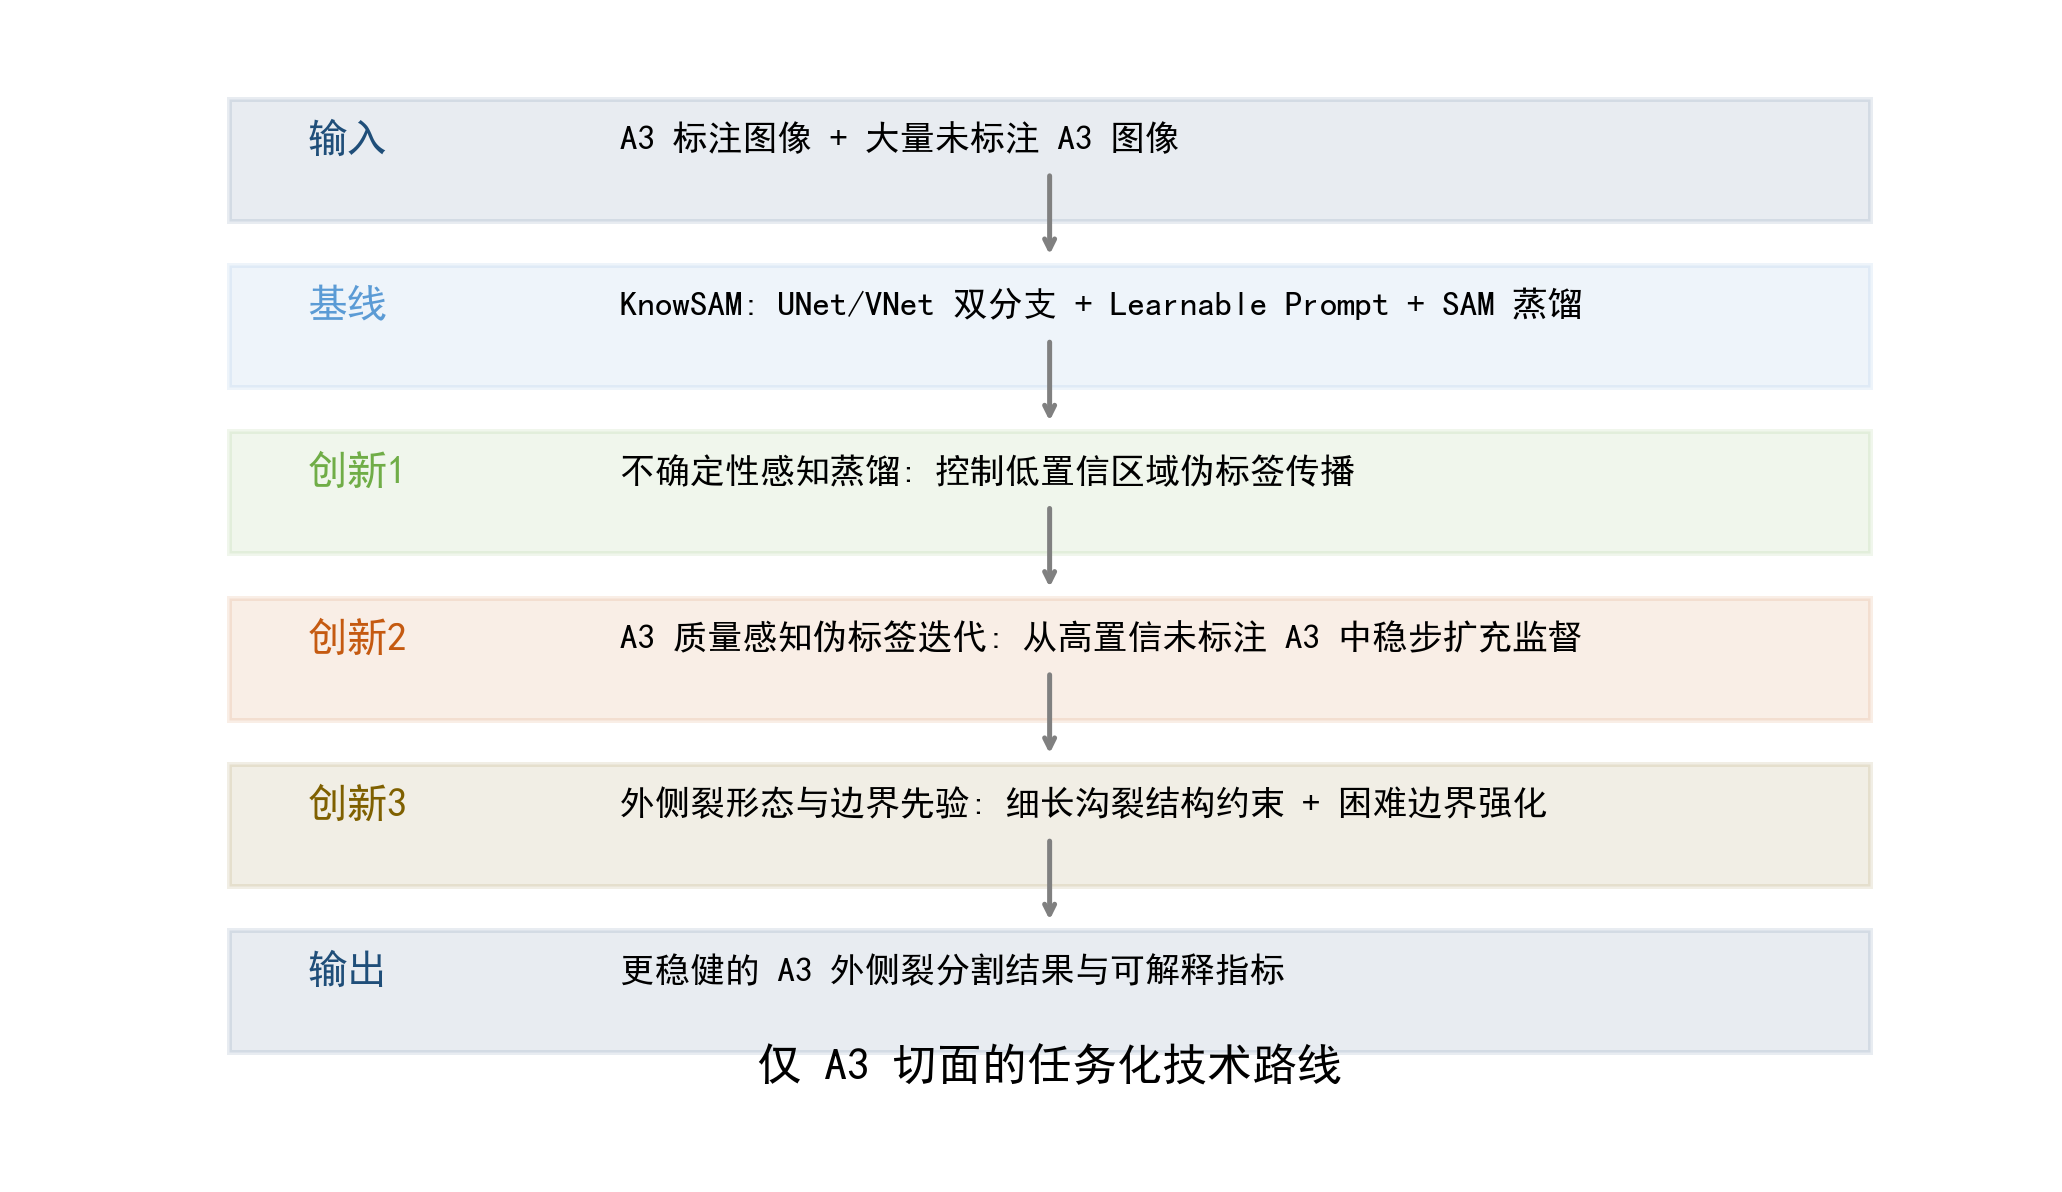 输入 A3 标注图像 + 大量未标注 A3 图像
基线 KnowSAM: UNet/VNet 双分支 + Learnable Prompt + SAM 蒸馏
创新1 不确定性感知蒸馏: 控制低置信区域伪标签传播
创新2 A3 质量感知伪标签迭代: 从高置信未标注 A3 中稳步扩充监督
创新3 外侧裂形态与边界先验: 细长沟裂结构约束 + 困难边界强化
输出 更稳健的 A3 外侧裂分割结果与可解释指标
仅 A3 切面的任务化技术路线